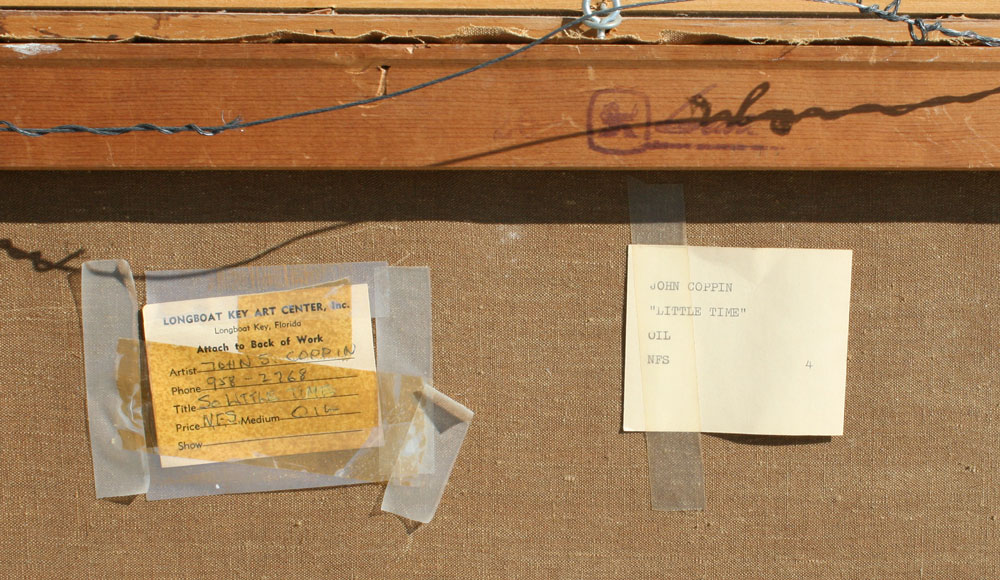 LONGBOAT KEY ART CENTER, Inc.
Longboat Key, Florida
Attach to Back of Work
Artist JOHN S. COPPIN
Phone 958-2768
Title SO LITTLE TIME
Price NFS Medium OIL
Show
JOHN COPPIN
"LITTLE TIME"
OIL
NFS 4